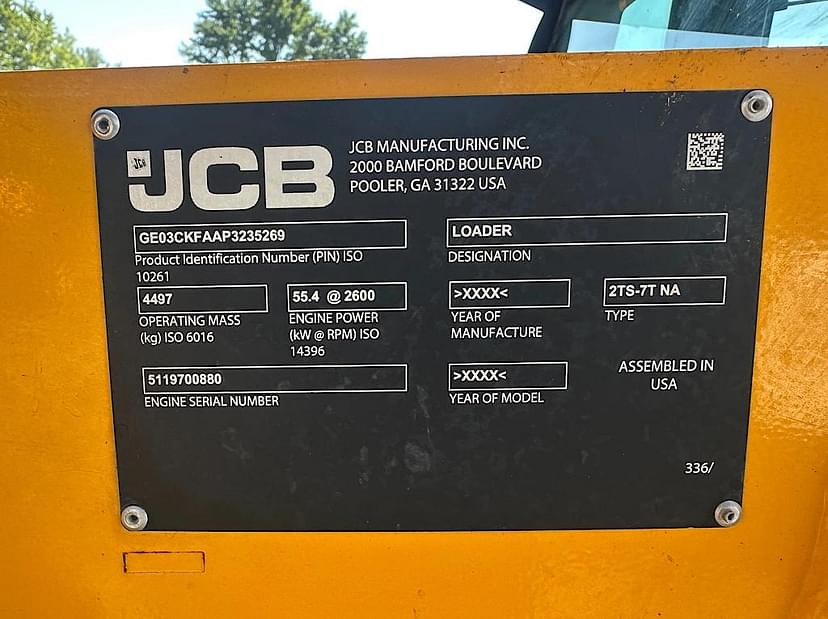 JCB
JCB
JCB MANUFACTURING INC.
2000 BAMFORD BOULEVARD
POOLER, GA 31322 USA
GE03CKFAAP3235269
Product Identification Number (PIN) ISO
10261
LOADER
DESIGNATION
4497
OPERATING MASS
(kg) ISO 6016
55.4 @ 2600
ENGINE POWER
(kW @ RPM) ISO
14396
>XXXX<
YEAR OF
MANUFACTURE
2TS-7T NA
TYPE
5119700880
ENGINE SERIAL NUMBER
>XXXX<
YEAR OF MODEL
ASSEMBLED IN
USA
336/